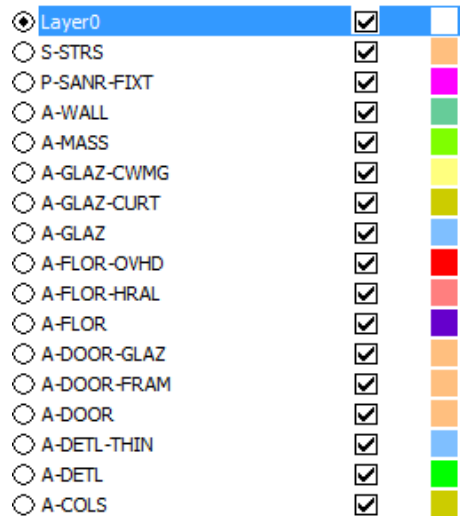 Layer0
S-STRS
P-SANR-FIXT
A-WALL
A-MASS
A-GLAZ-CWMG
A-GLAZ-CURT
A-GLAZ
A-FLOR-OVHD
A-FLOR-HRAL
A-FLOR
A-DOOR-GLAZ
A-DOOR-FRAM
A-DOOR
A-DETL-THIN
A-DETL
A-COLS